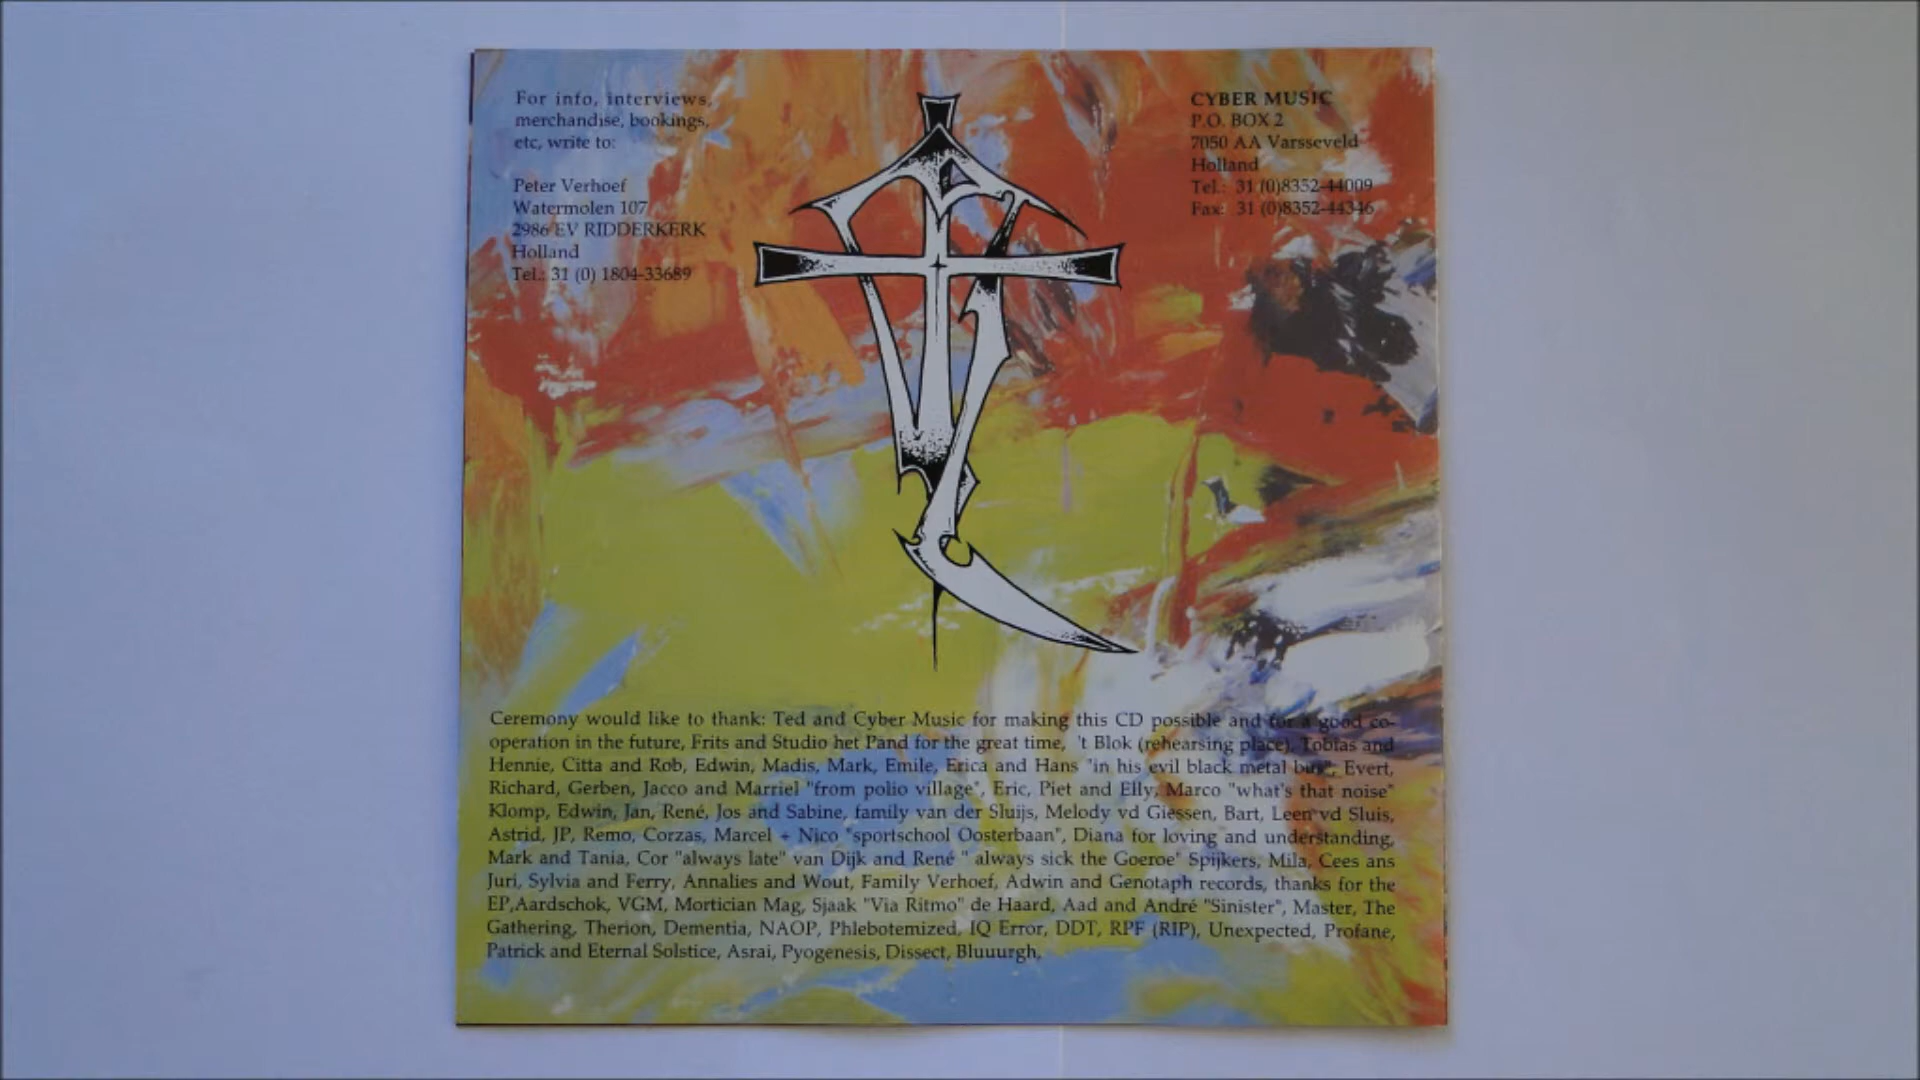 For info, interviews,
merchandise, bookings,
etc, write to:
Peter Verhoef
Watermolen 107
2986 EV RIDDERKERK
Holland
Tel.: 31 (0) 1804-33689
CYBER MUSIC
P.O. BOX 2
7050 AA Varsseveld
Holland
Tel.: 31 (0)8352-44009
Fax: 31 (0)8352-44346
Ceremony would like to thank: Ted and Cyber Music for making this CD possible and for a good co-
operation in the future, Frits and Studio het Pand for the great time, 't Blok (rehearsing place), Tobias and
Hennie, Citta and Rob, Edwin, Madis, Mark, Emile, Erica and Hans "in his evil black metal bus", Evert,
Richard, Gerben, Jacco and Marriel "from polio village", Eric, Piet and Elly, Marco "what's that noise"
Klomp, Edwin, Jan, René, Jos and Sabine, family van der Sluijs, Melody vd Giessen, Bart, Leen vd Sluis,
Astrid, JP, Remo, Corzas, Marcel + Nico "sportschool Oosterbaan", Diana for loving and understanding,
Mark and Tania, Cor "always late" van Dijk and René " always sick the Goeroe" Spijkers, Mila, Cees ans
Juri, Sylvia and Ferry, Annalies and Wout, Family Verhoef, Adwin and Genotaph records, thanks for the
EP,Aardschok, VGM, Mortician Mag, Sjaak "Via Ritmo" de Haard, Aad and André "Sinister", Master, The
Gathering, Therion, Dementia, NAOP, Phlebotemized, IQ Error, DDT, RPF (RIP), Unexpected, Profane,
Patrick and Eternal Solstice, Asrai, Pyogenesis, Dissect, Bluuurgh,